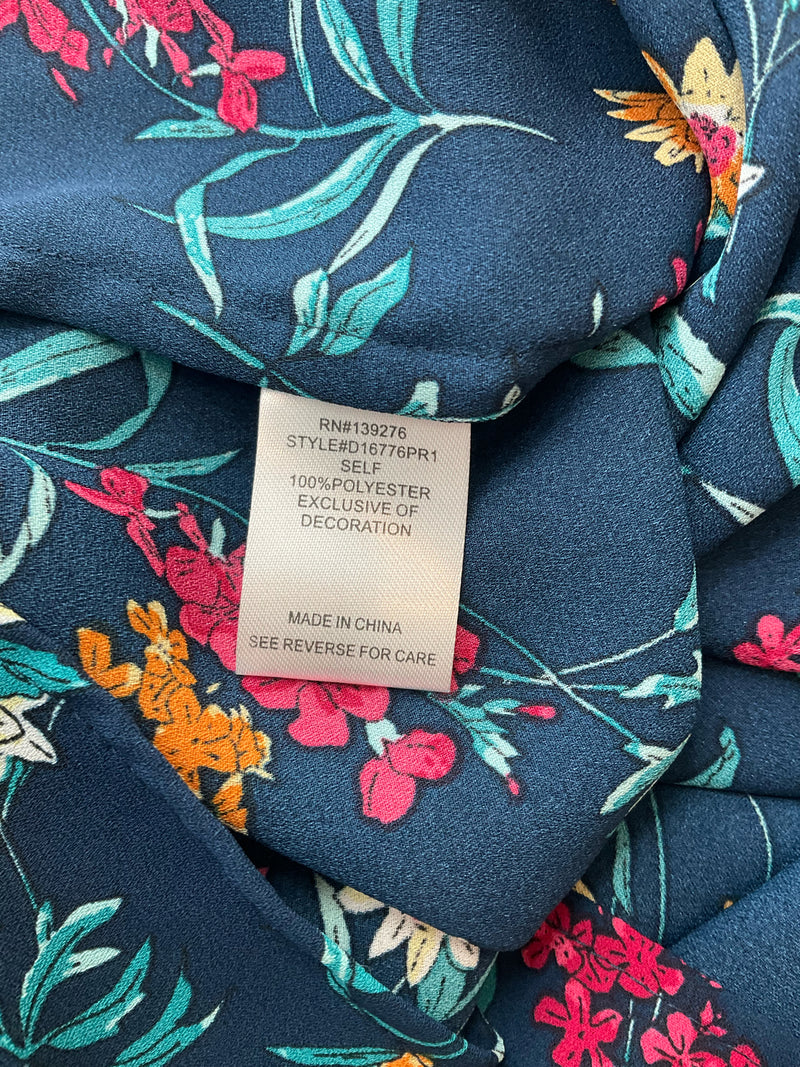 RN#139276
STYLE#D16776PR1
SELF
100%POLYESTER
EXCLUSIVE OF
DECORATION
MADE IN CHINA
SEE REVERSE FOR CARE